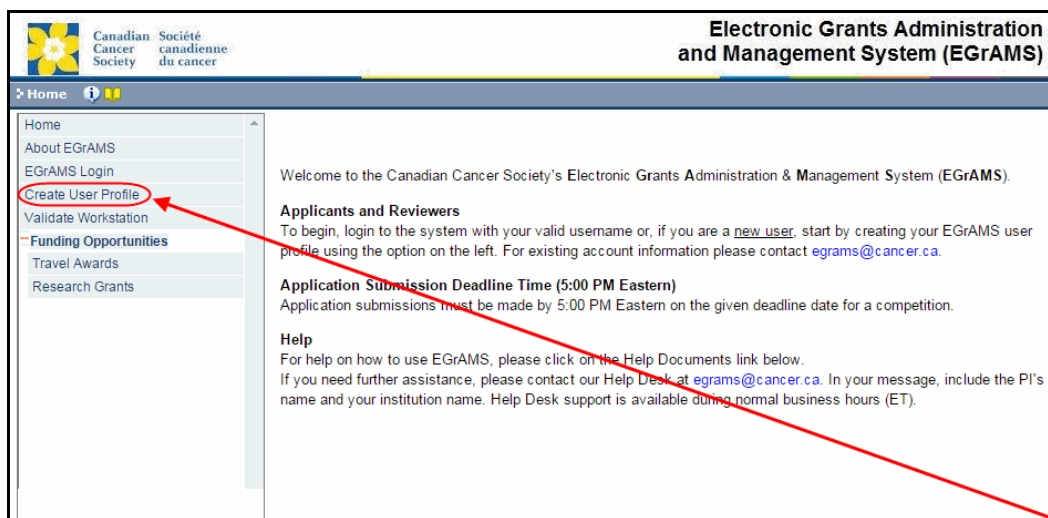 Canadian Société
Cancer canadienne
Society du cancer
Electronic Grants Administration
and Management System (EGrAMS)
Home
Home
About EGrAMS
EGrAMS Login
Create User Profile
Validate Workstation
Funding Opportunities
Travel Awards
Research Grants
Welcome to the Canadian Cancer Society's Electronic Grants Administration & Management System (EGrAMS).
Applicants and Reviewers
To begin, login to the system with your valid username or, if you are a new user, start by creating your EGrAMS user
profile using the option on the left. For existing account information please contact egrams@cancer.ca.
Application Submission Deadline Time (5:00 PM Eastern)
Application submissions must be made by 5:00 PM Eastern on the given deadline date for a competition.
Help
For help on how to use EGrAMS, please click on the Help Documents link below.
If you need further assistance, please contact our Help Desk at egrams@cancer.ca. In your message, include the PI's
name and your institution name. Help Desk support is available during normal business hours (ET).